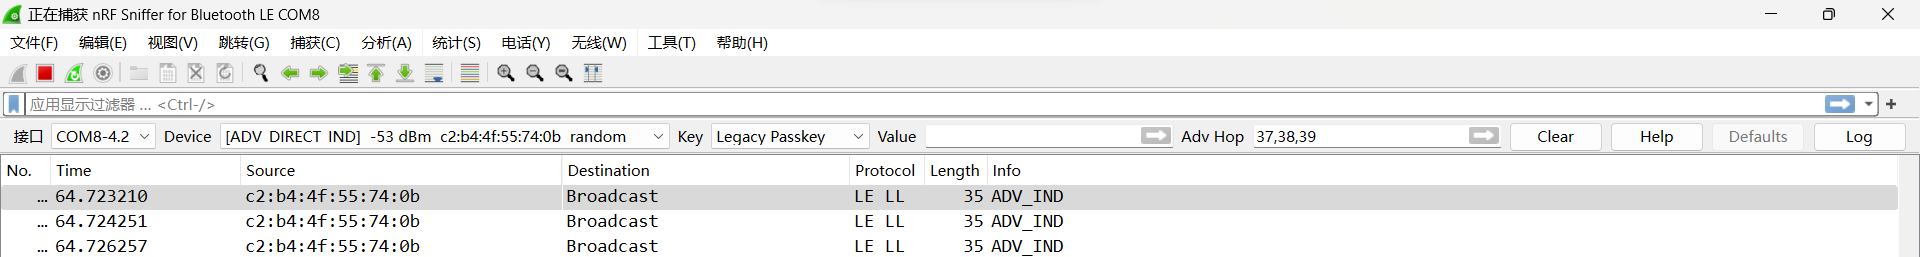 正在捕获 nRF Sniffer for Bluetooth LE COM8
文件(F) 编辑(E) 视图(V) 跳转(G) 捕获(C) 分析(A) 统计(S) 电话(Y) 无线(W) 工具(T) 帮助(H)
应用显示过滤器 … <Ctrl-/>
接口 COM8-4.2 Device [ADV DIRECT IND] -53 dBm c2:b4:4f:55:74:0b random Key Legacy Passkey Value Adv Hop 37,38,39 Clear Help Defaults Log
No. Time Source Destination Protocol Length Info
… 64.723210 c2:b4:4f:55:74:0b Broadcast LE LL 35 ADV_IND
… 64.724251 c2:b4:4f:55:74:0b Broadcast LE LL 35 ADV_IND
… 64.726257 c2:b4:4f:55:74:0b Broadcast LE LL 35 ADV_IND